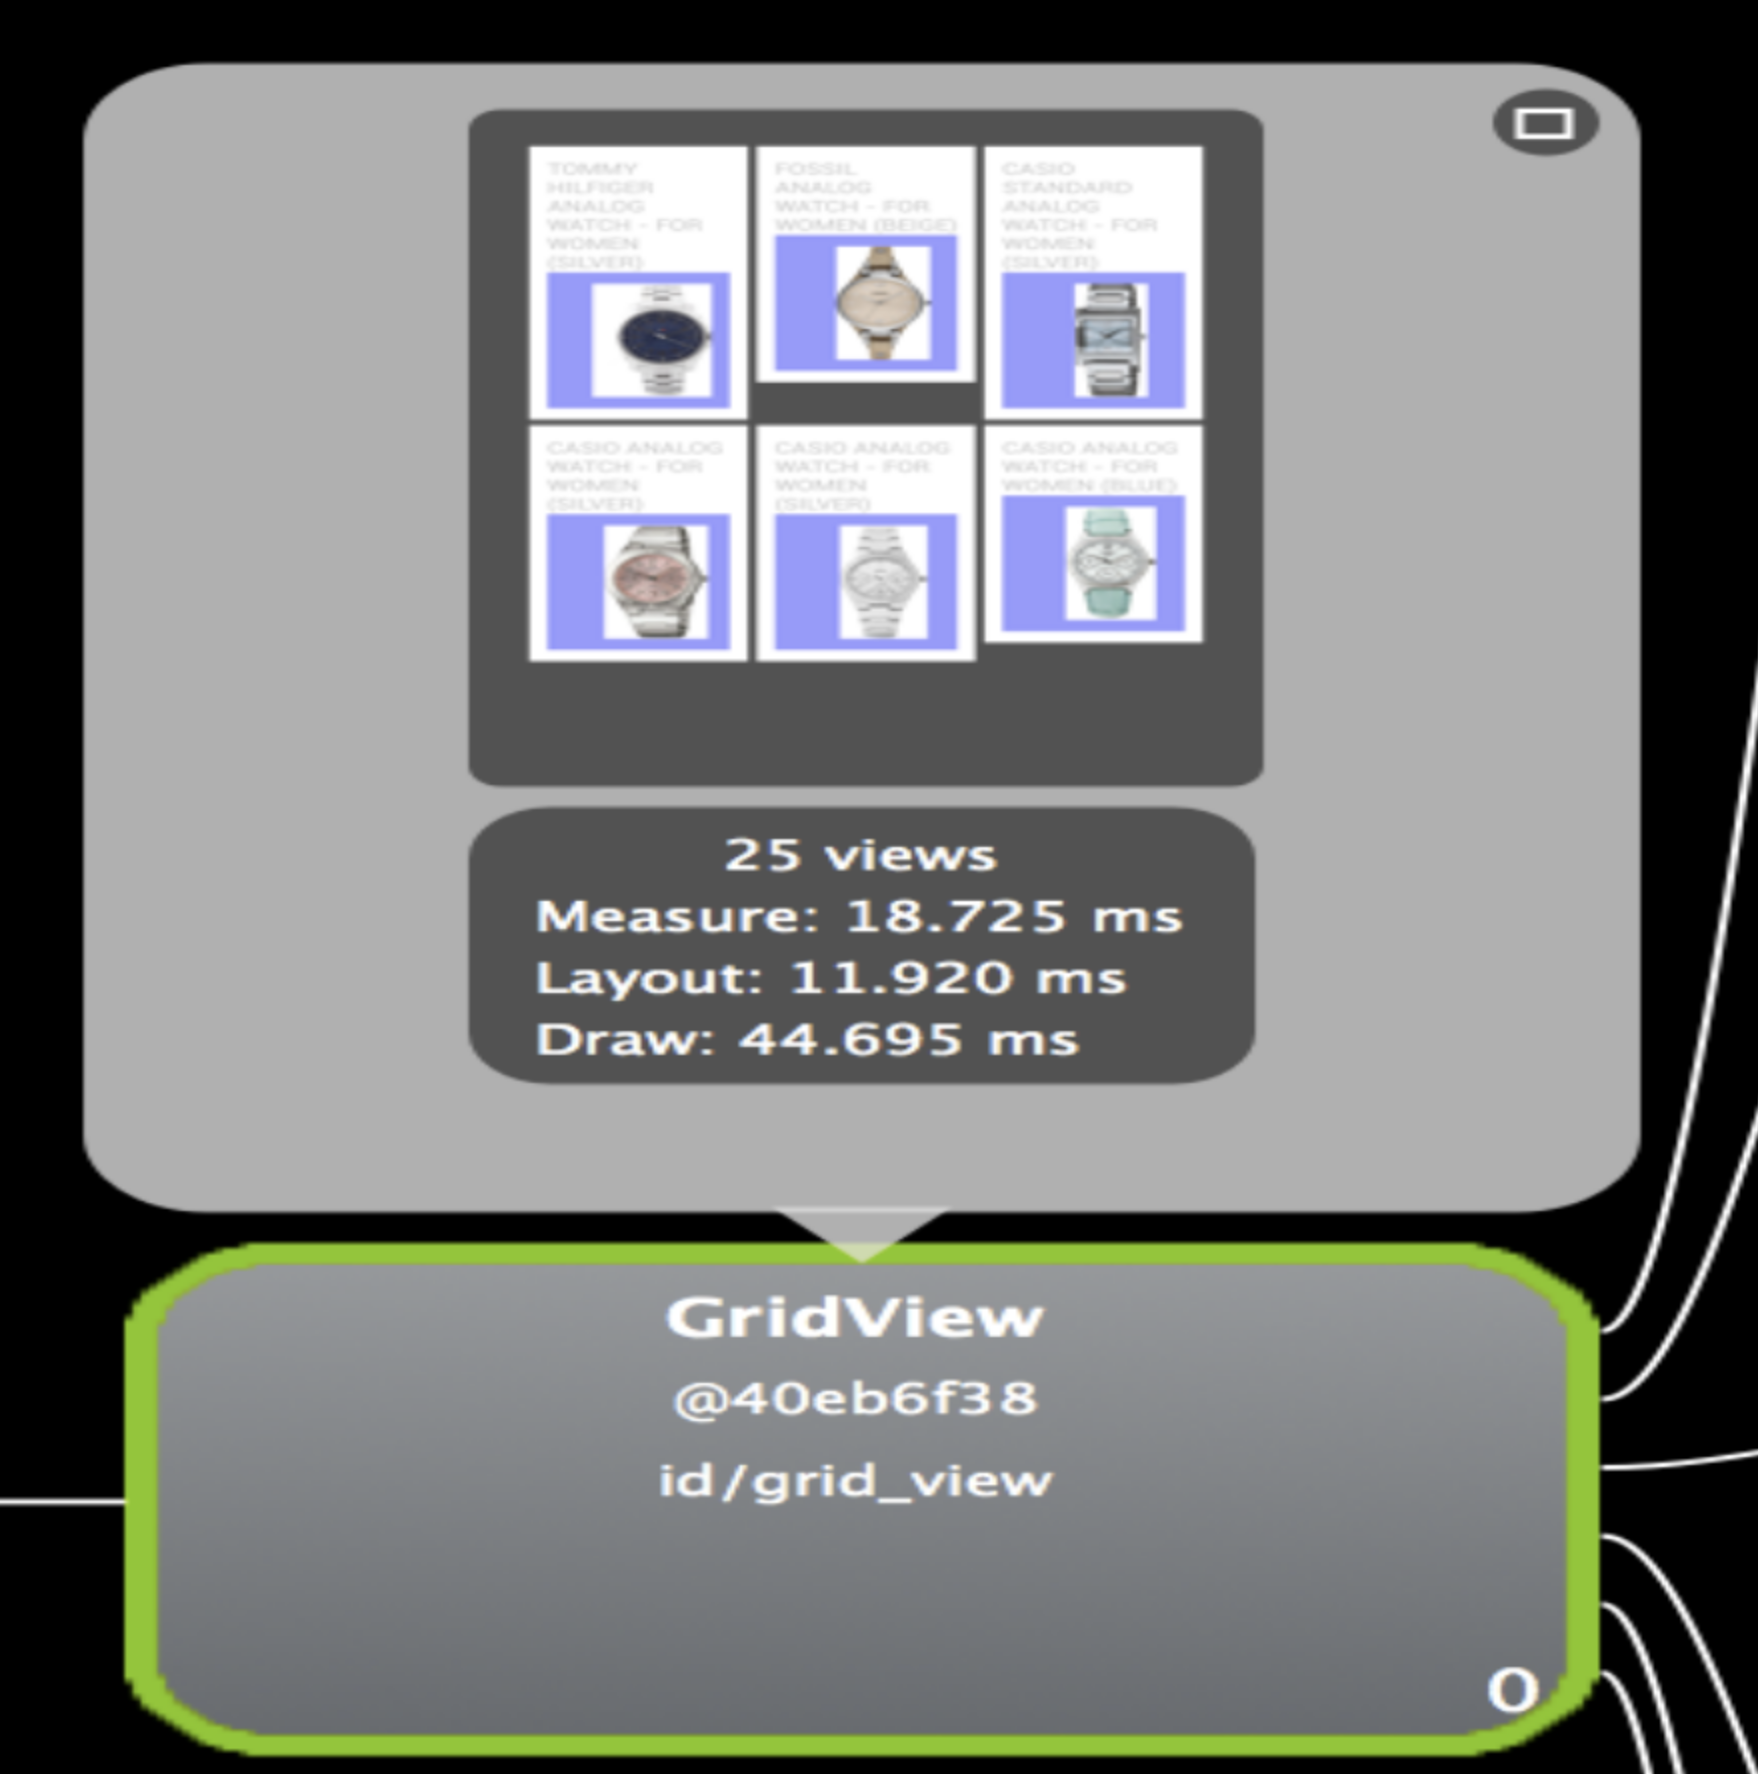 TOMMY
HILFIGER
ANALOG
WATCH - FOR
WOMEN
(SILVER)
FOSSIL
ANALOG
WATCH - FOR
WOMEN (BEIGE)
CASIO
STANDARD
ANALOG
WATCH - FOR
WOMEN
(SILVER)
CASIO ANALOG
WATCH - FOR
WOMEN
(SILVER)
CASIO ANALOG
WATCH - FOR
WOMEN
(SILVER)
CASIO ANALOG
WATCH - FOR
WOMEN (BLUE)
25 views
Measure: 18.725 ms
Layout: 11.920 ms
Draw: 44.695 ms
GridView
@40eb6f38
id/grid_view
0